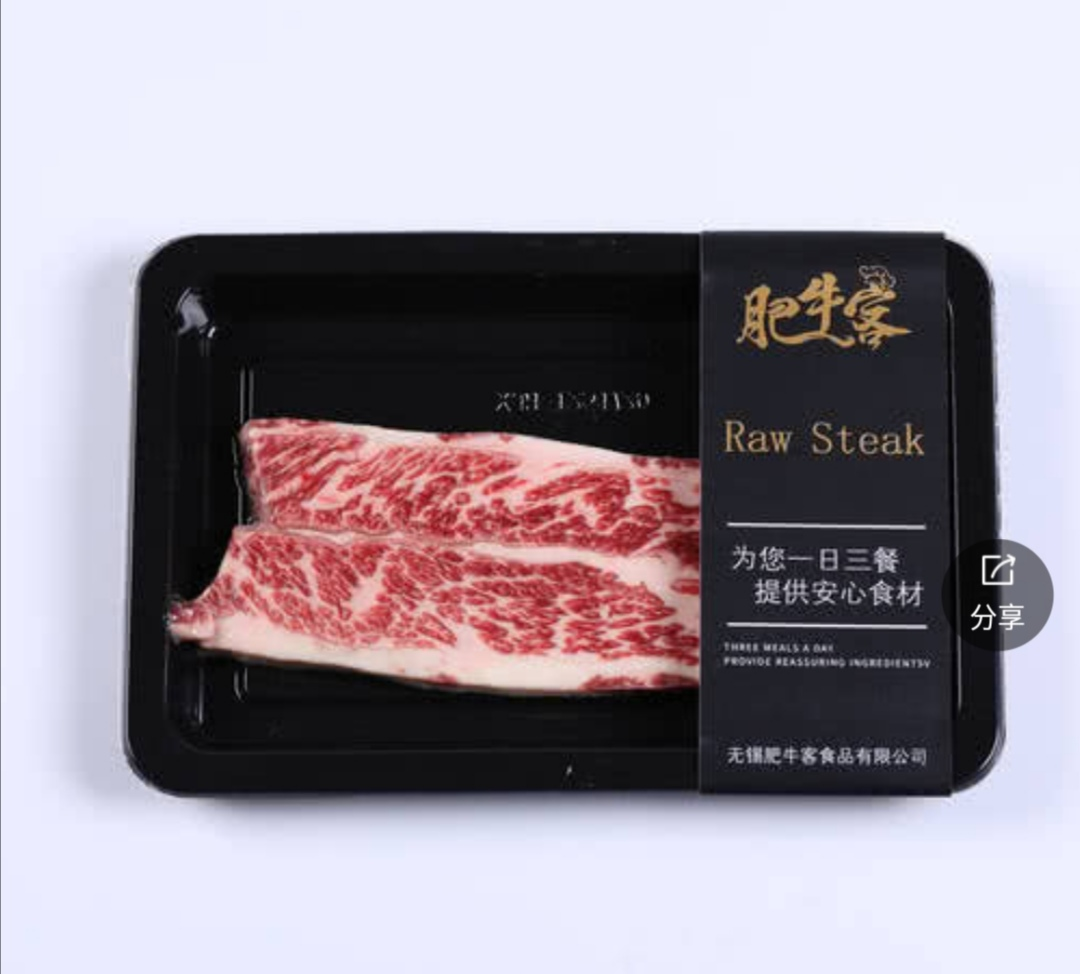 肥牛客
Raw Steak
为您一日三餐
提供安心食材
THREE MEALS A DAY
PROVIDE REASSURING INGREDIENTSV
无锡肥牛客食品有限公司
分享